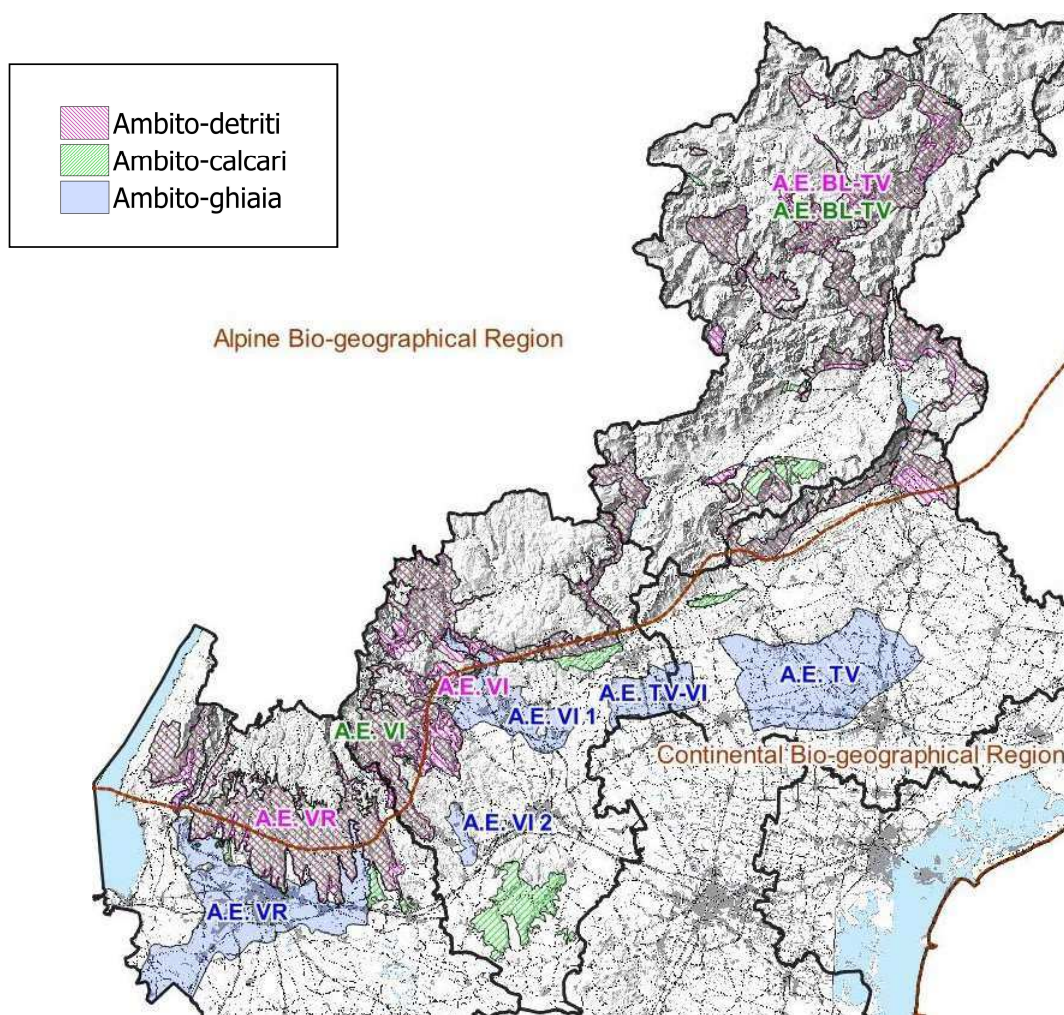 Ambito-detriti
Ambito-calcari
Ambito-ghiaia
A.E. BL-TV
A.E. BL-TV
Alpine Bio-geographical Region
A.E. VI
A.E. TV-VI
A.E. TV
A.E. VI 1
A.E. VI
Continental Bio-geographical Region
A.E. VR
A.E. VI 2
A.E. VR